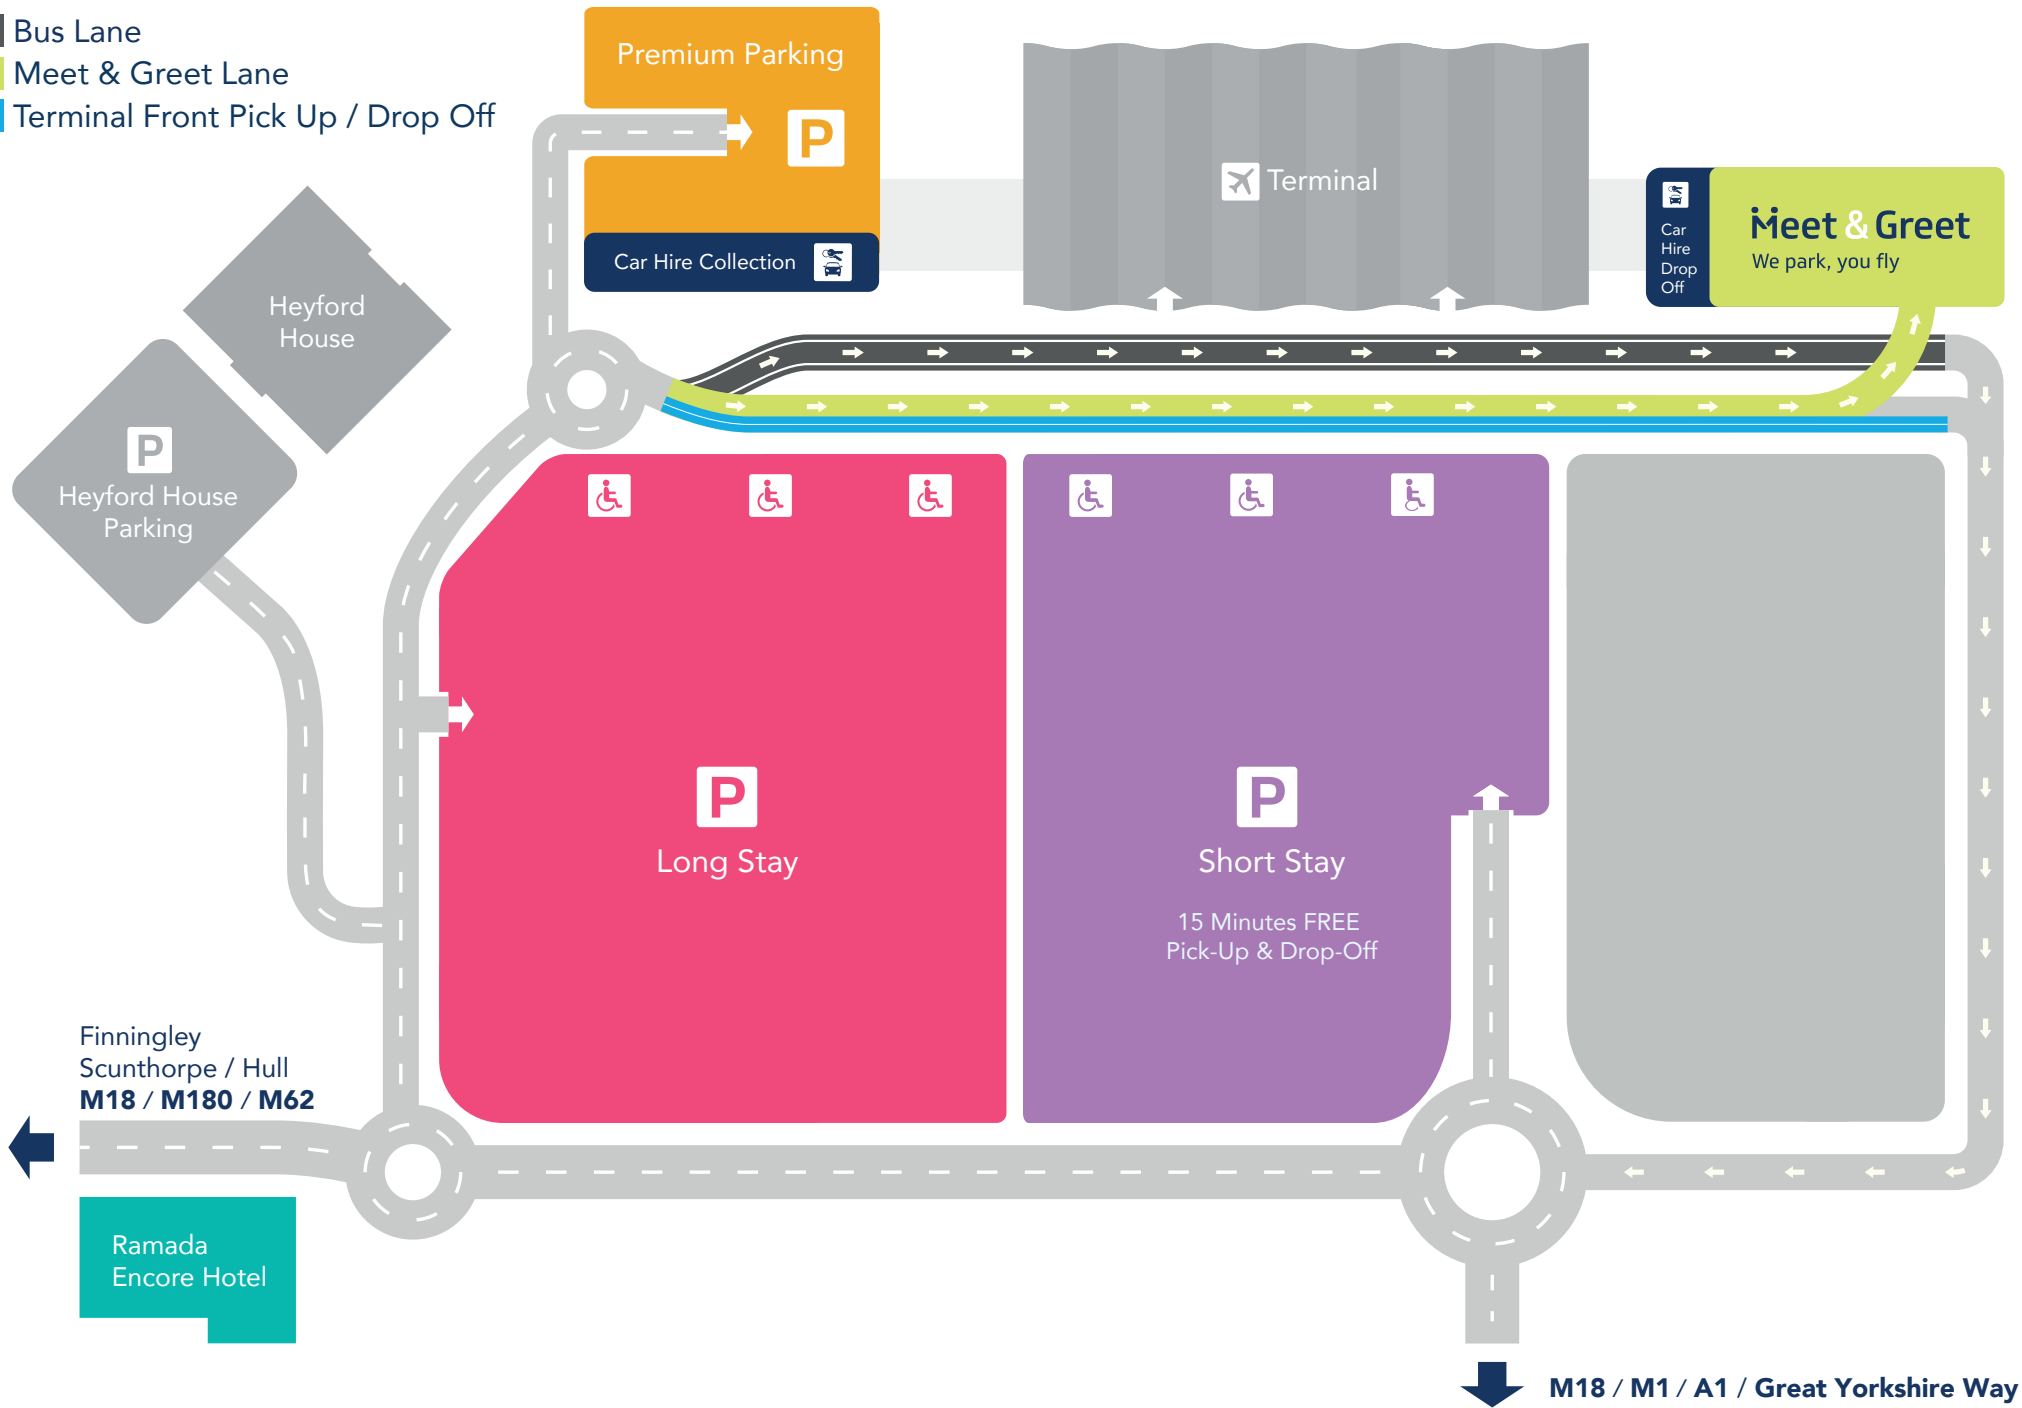 Bus Lane
Meet & Greet Lane
Terminal Front Pick Up / Drop Off
Premium Parking
P
Car Hire Collection
Terminal
Car
Hire
Drop
Off
Meet & Greet
We park, you fly
Heyford
House
P
Heyford House
Parking
P
Long Stay
P
Short Stay
15 Minutes FREE
Pick-Up & Drop-Off
Finningley
Scunthorpe / Hull
M18 / M180 / M62
Ramada
Encore Hotel
M18 / M1 / A1 / Great Yorkshire Way